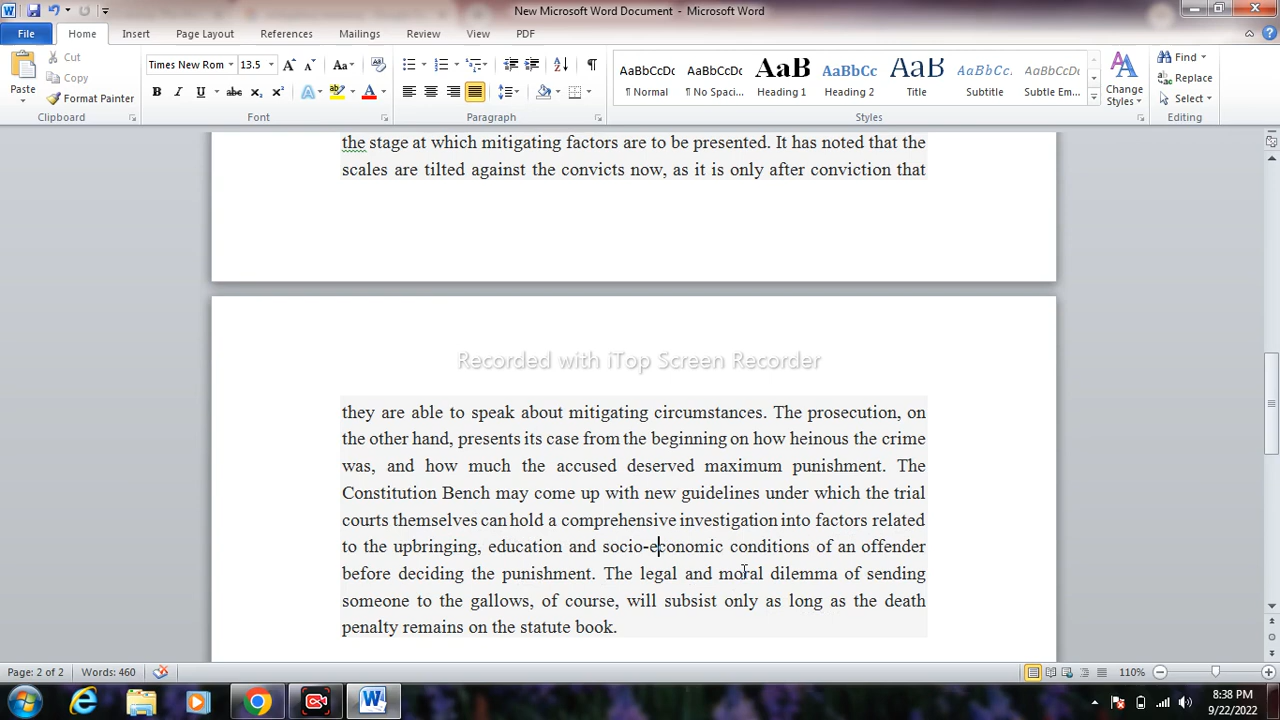 New Microsoft Word Document - Microsoft Word
File Home Insert Page Layout References Mailings Review View PDF
Paste
Cut
Copy
Format Painter
Clipboard
Times New Rom 13.5
Font
Paragraph
AaBbCcDc AaBbCcDc AaB AaBbCc AaB AaBbCc. AaBbCcDc
¶ Normal ¶ No Spaci... Heading 1 Heading 2 Title Subtitle Subtle Em...
Change
Styles
Styles
Find
Replace
Select
Editing
the stage at which mitigating factors are to be presented. It has noted that the
scales are tilted against the convicts now, as it is only after conviction that
Recorded with iTop Screen Recorder
they are able to speak about mitigating circumstances. The prosecution, on
the other hand, presents its case from the beginning on how heinous the crime
was, and how much the accused deserved maximum punishment. The
Constitution Bench may come up with new guidelines under which the trial
courts themselves can hold a comprehensive investigation into factors related
to the upbringing, education and socio-economic conditions of an offender
before deciding the punishment. The legal and moral dilemma of sending
someone to the gallows, of course, will subsist only as long as the death
penalty remains on the statute book.
Page: 2 of 2 Words: 460 110%
8:38 PM
9/22/2022